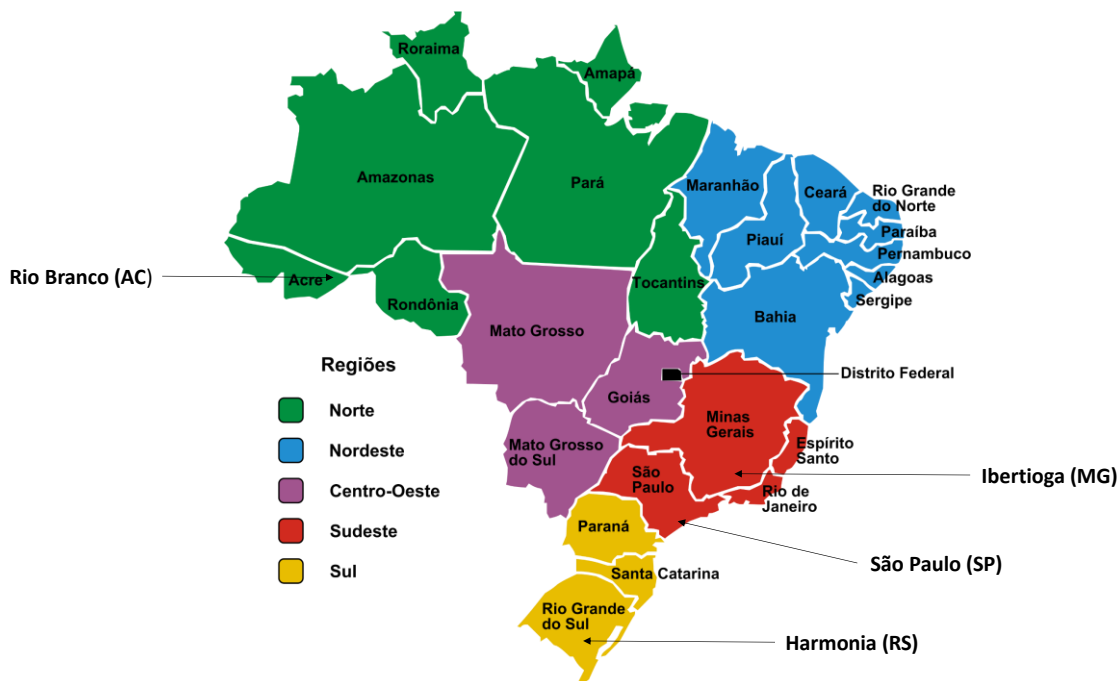 Roraima
Amapá
Amazonas
Pará
Maranhão
Ceará
Rio Grande
do Norte
Paraíba
Piauí
Pernambuco
Rio Branco (AC)
Acre
Alagoas
Tocantins
Sergipe
Rondônia
Bahia
Mato Grosso
Regiões
Distrito Federal
Goiás
Norte
Minas
Gerais
Mato Grosso
do Sul
Espírito
Santo
Nordeste
São
Paulo
Ibertioga (MG)
Centro-Oeste
Rio de
Janeiro
Sudeste
Paraná
São Paulo (SP)
Sul
Santa Catarina
Rio Grande
do Sul
Harmonia (RS)